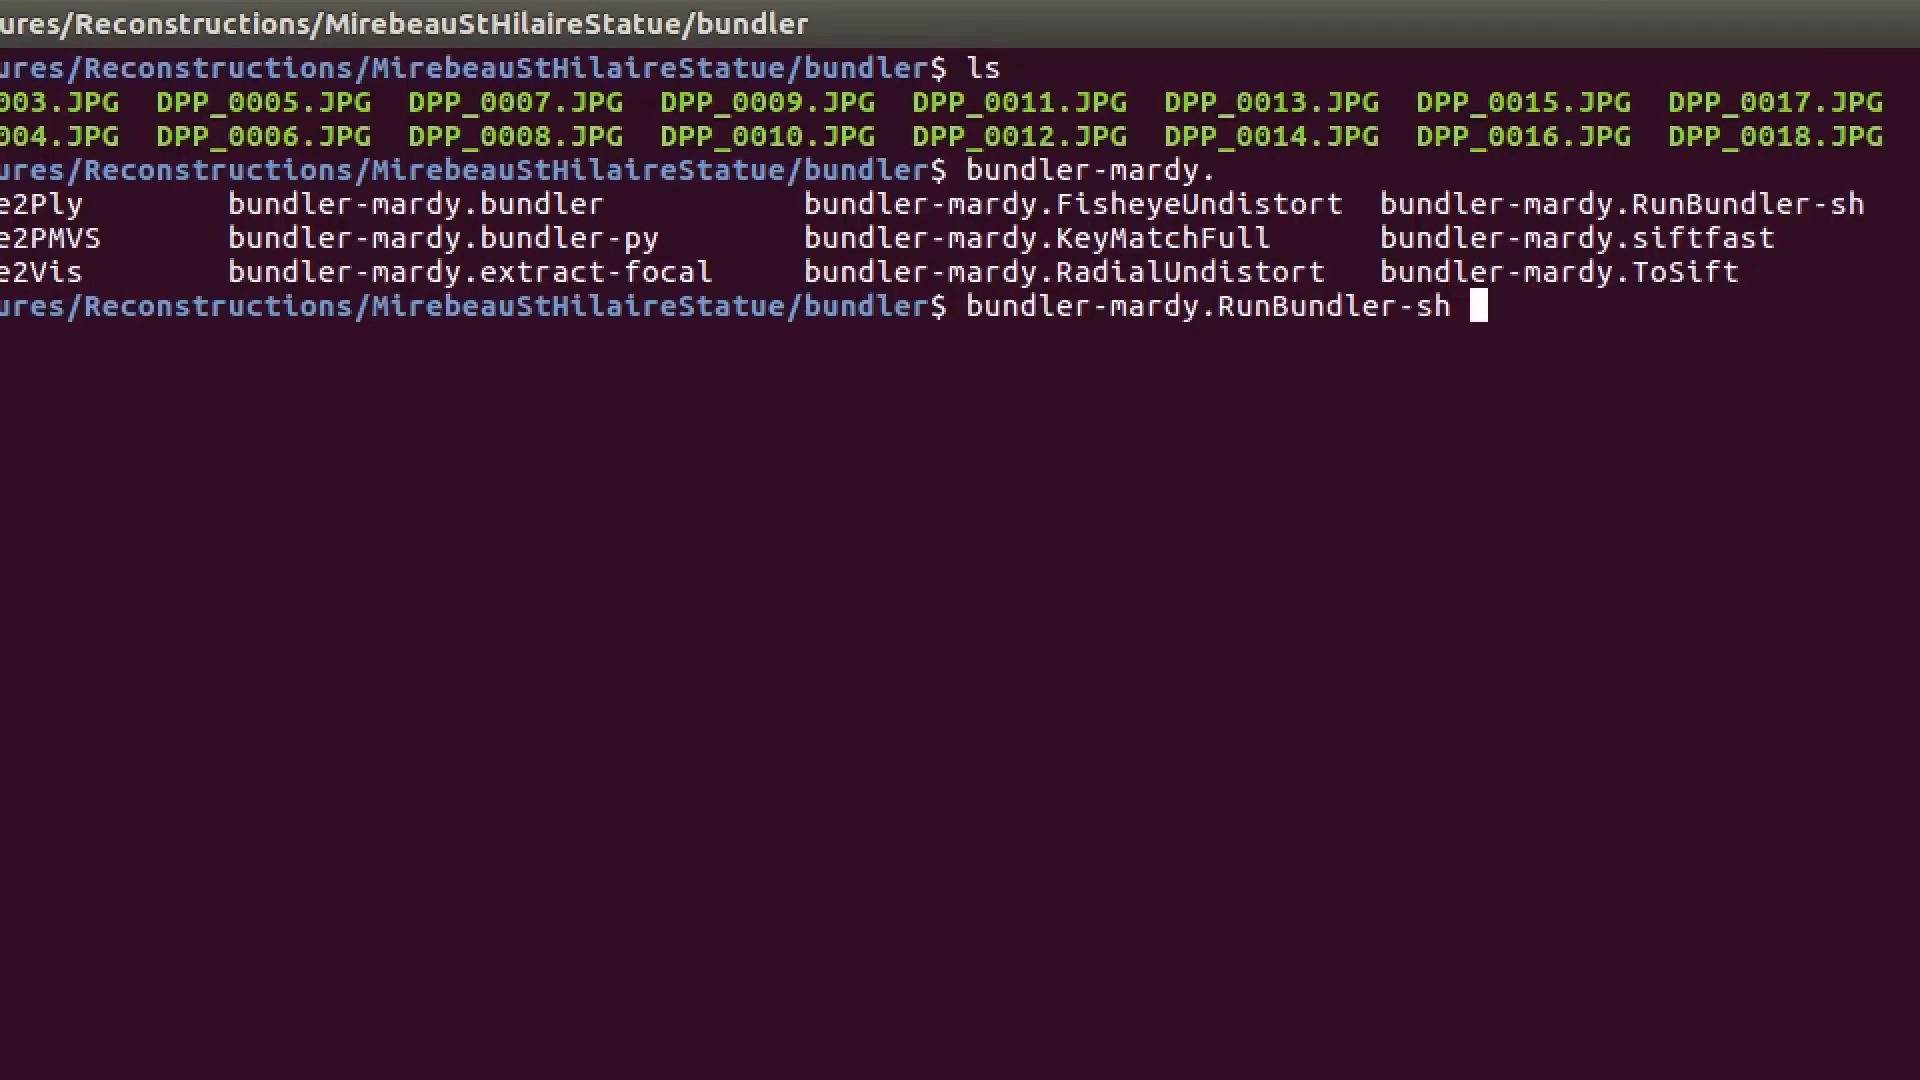 ures/Reconstructions/MirebeauStHilaireStatue/bundler
ures/Reconstructions/MirebeauStHilaireStatue/bundler$ ls
003.JPG DPP_0005.JPG DPP_0007.JPG DPP_0009.JPG DPP_0011.JPG DPP_0013.JPG DPP_0015.JPG DPP_0017.JPG
004.JPG DPP_0006.JPG DPP_0008.JPG DPP_0010.JPG DPP_0012.JPG DPP_0014.JPG DPP_0016.JPG DPP_0018.JPG
ures/Reconstructions/MirebeauStHilaireStatue/bundler$ bundler-mardy.
e2Ply bundler-mardy.bundler bundler-mardy.FisheyeUndistort bundler-mardy.RunBundler-sh
e2PMVS bundler-mardy.bundler-py bundler-mardy.KeyMatchFull bundler-mardy.siftfast
e2Vis bundler-mardy.extract-focal bundler-mardy.RadialUndistort bundler-mardy.ToSift
ures/Reconstructions/MirebeauStHilaireStatue/bundler$ bundler-mardy.RunBundler-sh